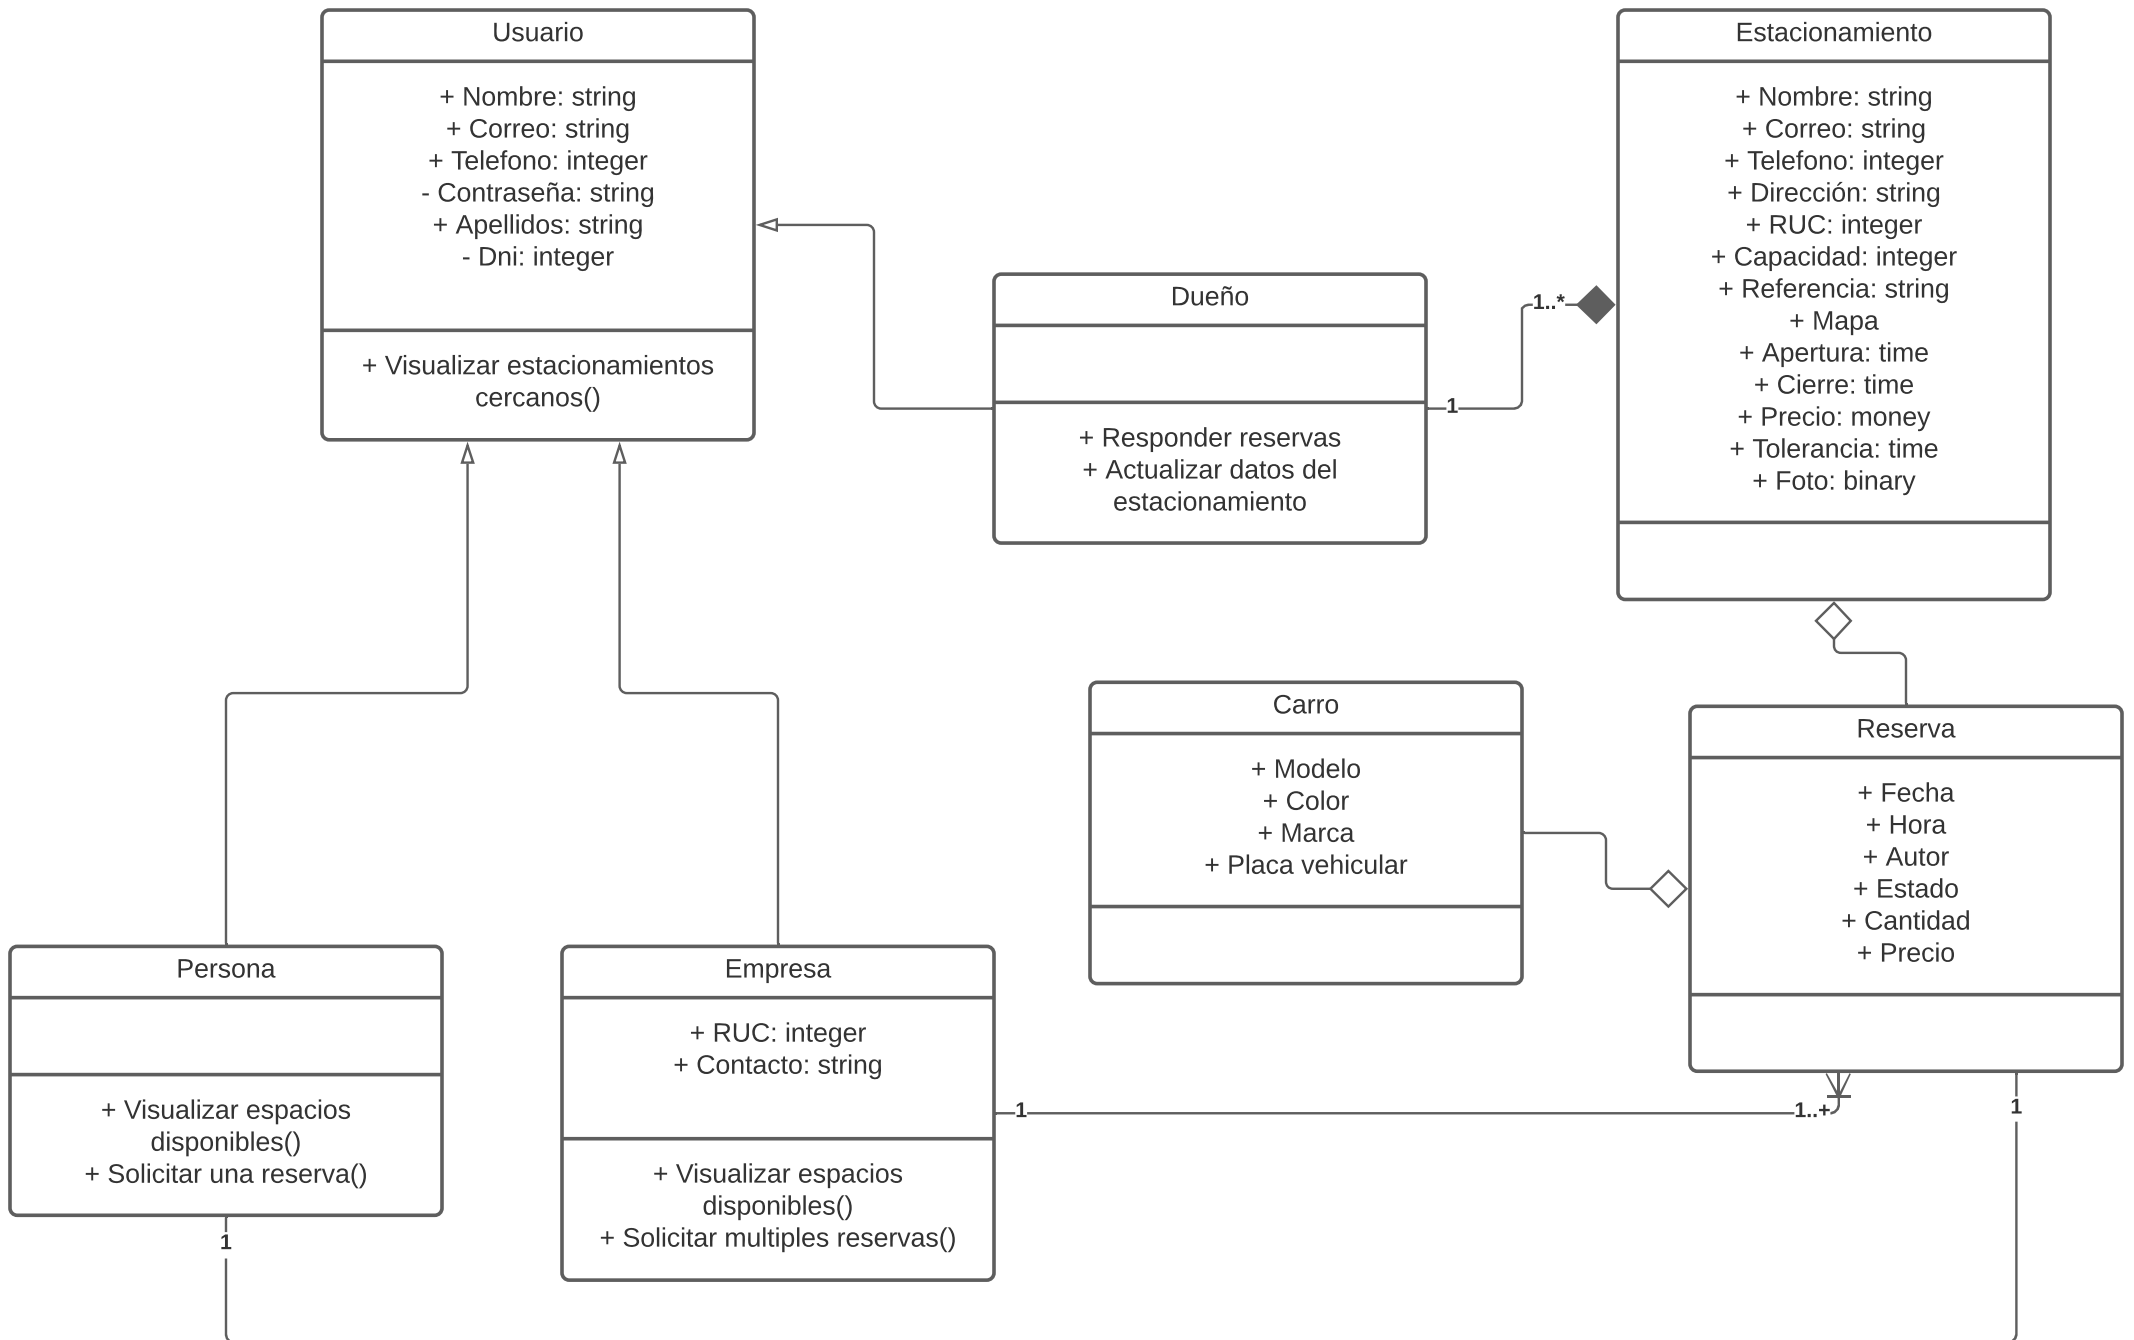 Usuario
+ Nombre: string
+ Correo: string
+ Telefono: integer
- Contraseña: string
+ Apellidos: string
- Dni: integer
+ Visualizar estacionamientos
cercanos()
Dueño
+ Responder reservas
+ Actualizar datos del
estacionamiento
1
1..*
Estacionamiento
+ Nombre: string
+ Correo: string
+ Telefono: integer
+ Dirección: string
+ RUC: integer
+ Capacidad: integer
+ Referencia: string
+ Mapa
+ Apertura: time
+ Cierre: time
+ Precio: money
+ Tolerancia: time
+ Foto: binary
Carro
+ Modelo
+ Color
+ Marca
+ Placa vehicular
Reserva
+ Fecha
+ Hora
+ Autor
+ Estado
+ Cantidad
+ Precio
Persona
+ Visualizar espacios
disponibles()
+ Solicitar una reserva()
1
Empresa
+ RUC: integer
+ Contacto: string
+ Visualizar espacios
disponibles()
+ Solicitar multiples reservas()
1
1..+
1